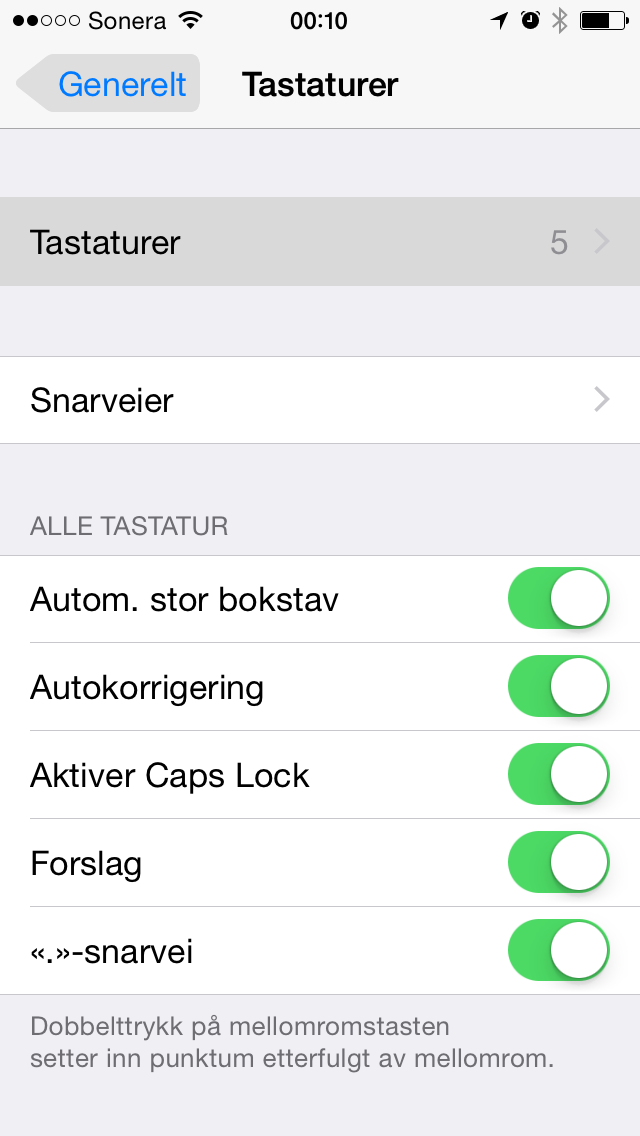 Sonera 00:10
Generelt Tastaturer
Tastaturer 5
Snarveier
ALLE TASTATUR
Autom. stor bokstav
Autokorrigering
Aktiver Caps Lock
Forslag
«.»-snarvei
Dobbelttrykk på mellomromstasten
setter inn punktum etterfulgt av mellomrom.